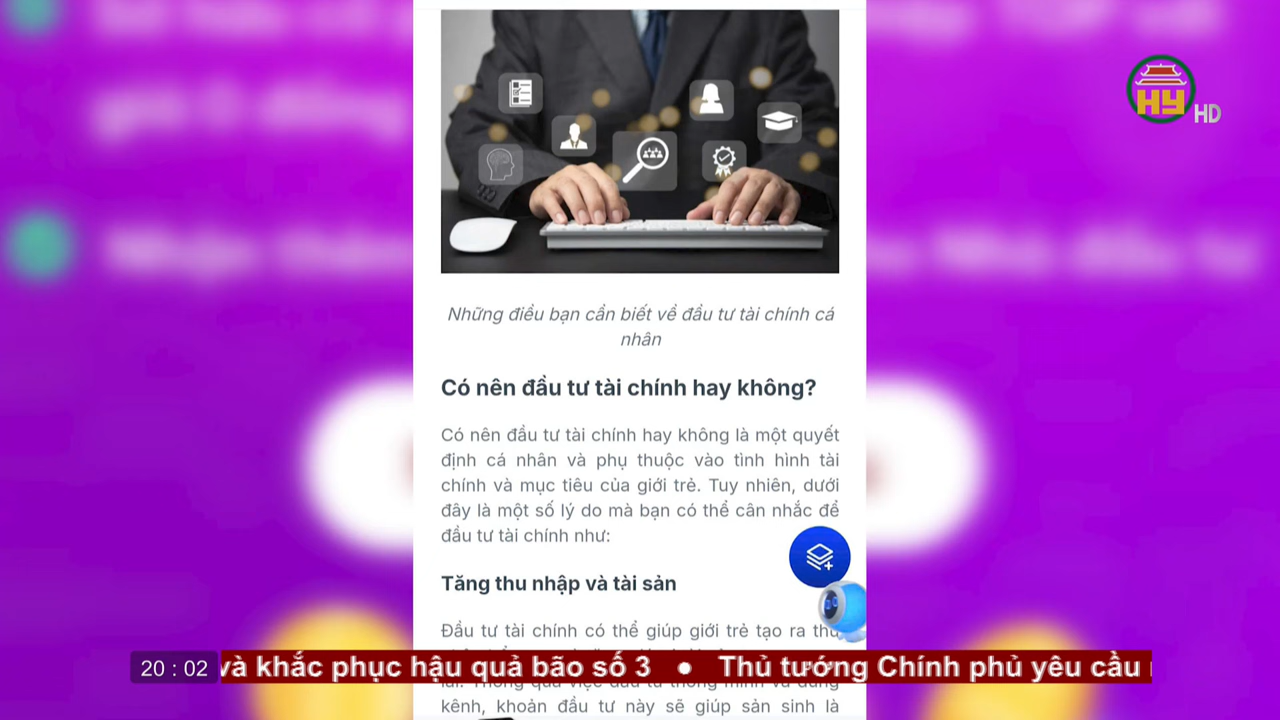 HY HD
Những điều bạn cần biết về đầu tư tài chính cá
nhân
Có nên đầu tư tài chính hay không?
Có nên đầu tư tài chính hay không là một quyết
định cá nhân và phụ thuộc vào tình hình tài
chính và mục tiêu của giới trẻ. Tuy nhiên, dưới
đây là một số lý do mà bạn có thể cân nhắc để
đầu tư tài chính như:
Tăng thu nhập và tài sản
Đầu tư tài chính có thể giúp giới trẻ tạo ra thu
20 : 02 và khắc phục hậu quả bão số 3 ● Thủ tướng Chính phủ yêu cầu
kênh, khoản đầu tư này sẽ giúp sản sinh là